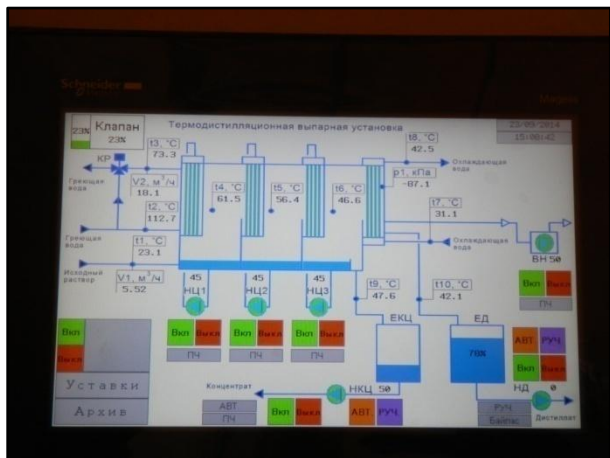 Schneider
Magelis
23%
Клапан
23%
Термодистилляционная выпарная установка
23/09/2014
15:06:42
t3, °C
73.3
t8, °C
42.5
КР
Греющая
вода
V2, м³/ч
18.1
t4, °C
61.5
t5, °C
56.4
t6, °C
46.6
p1, кПа
-87.1
Охлаждающая
вода
t2, °C
112.7
t7, °C
31.1
Греющая
вода
t1, °C
23.1
Охлаждающая
вода
ВН 50
Исходный
раствор
V1, м³/ч
5.52
45
НЦ1
45
НЦ2
45
НЦ3
t9, °C
47.6
t10, °C
42.1
Вкл
Выкл
ПЧ
ЕКЦ
ЕД
Вкл
Выкл
Вкл
Выкл
Вкл
Выкл
Вкл
Выкл
ПЧ
ПЧ
ПЧ
78%
АВТ
РУЧ
Вкл
Выкл
Уставки
Архив
Концентрат
НКЦ 50
АВТ
ПЧ
Вкл
Выкл
АВТ
РУЧ
НД 0
РУЧ
Байпас
Дистиллят